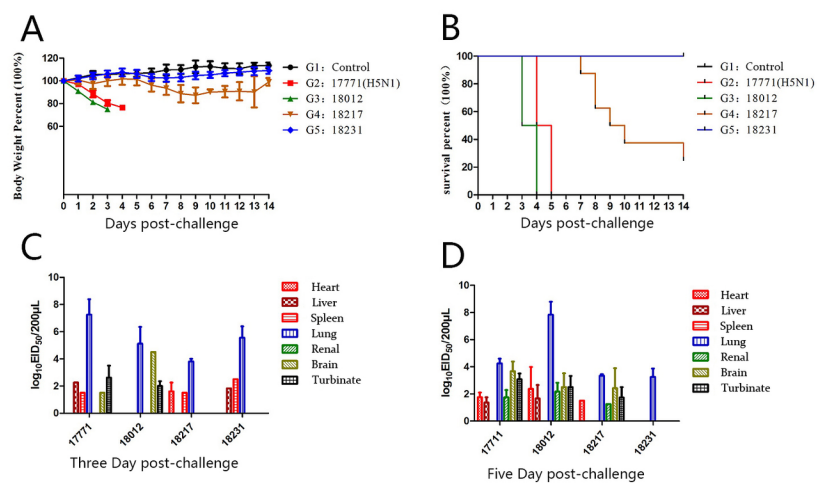 A
Body Weight Percent (100%)
120
100
80
60
0 1 2 3 4 5 6 7 8 9 10 11 12 13 14
Days post-challenge
G1: Control
G2: 17771(H5N1)
G3: 18012
G4: 18217
G5: 18231
B
survival percent (100%)
100
80
60
40
20
0
0 1 2 3 4 5 6 7 8 9 10 11 12 13 14
Days post-challenge
G1: Control
G2: 17771(H5N1)
G3: 18012
G4: 18217
G5: 18231
C
log10EID50/200μL
10
8
6
4
2
0
17771 18012 18217 18231
Three Day post-challenge
Heart
Liver
Spleen
Lung
Renal
Brain
Turbinate
D
log10EID50/200μL
10
8
6
4
2
0
17711 18012 18217 18231
Five Day post-challenge
Heart
Liver
Spleen
Lung
Renal
Brain
Turbinate